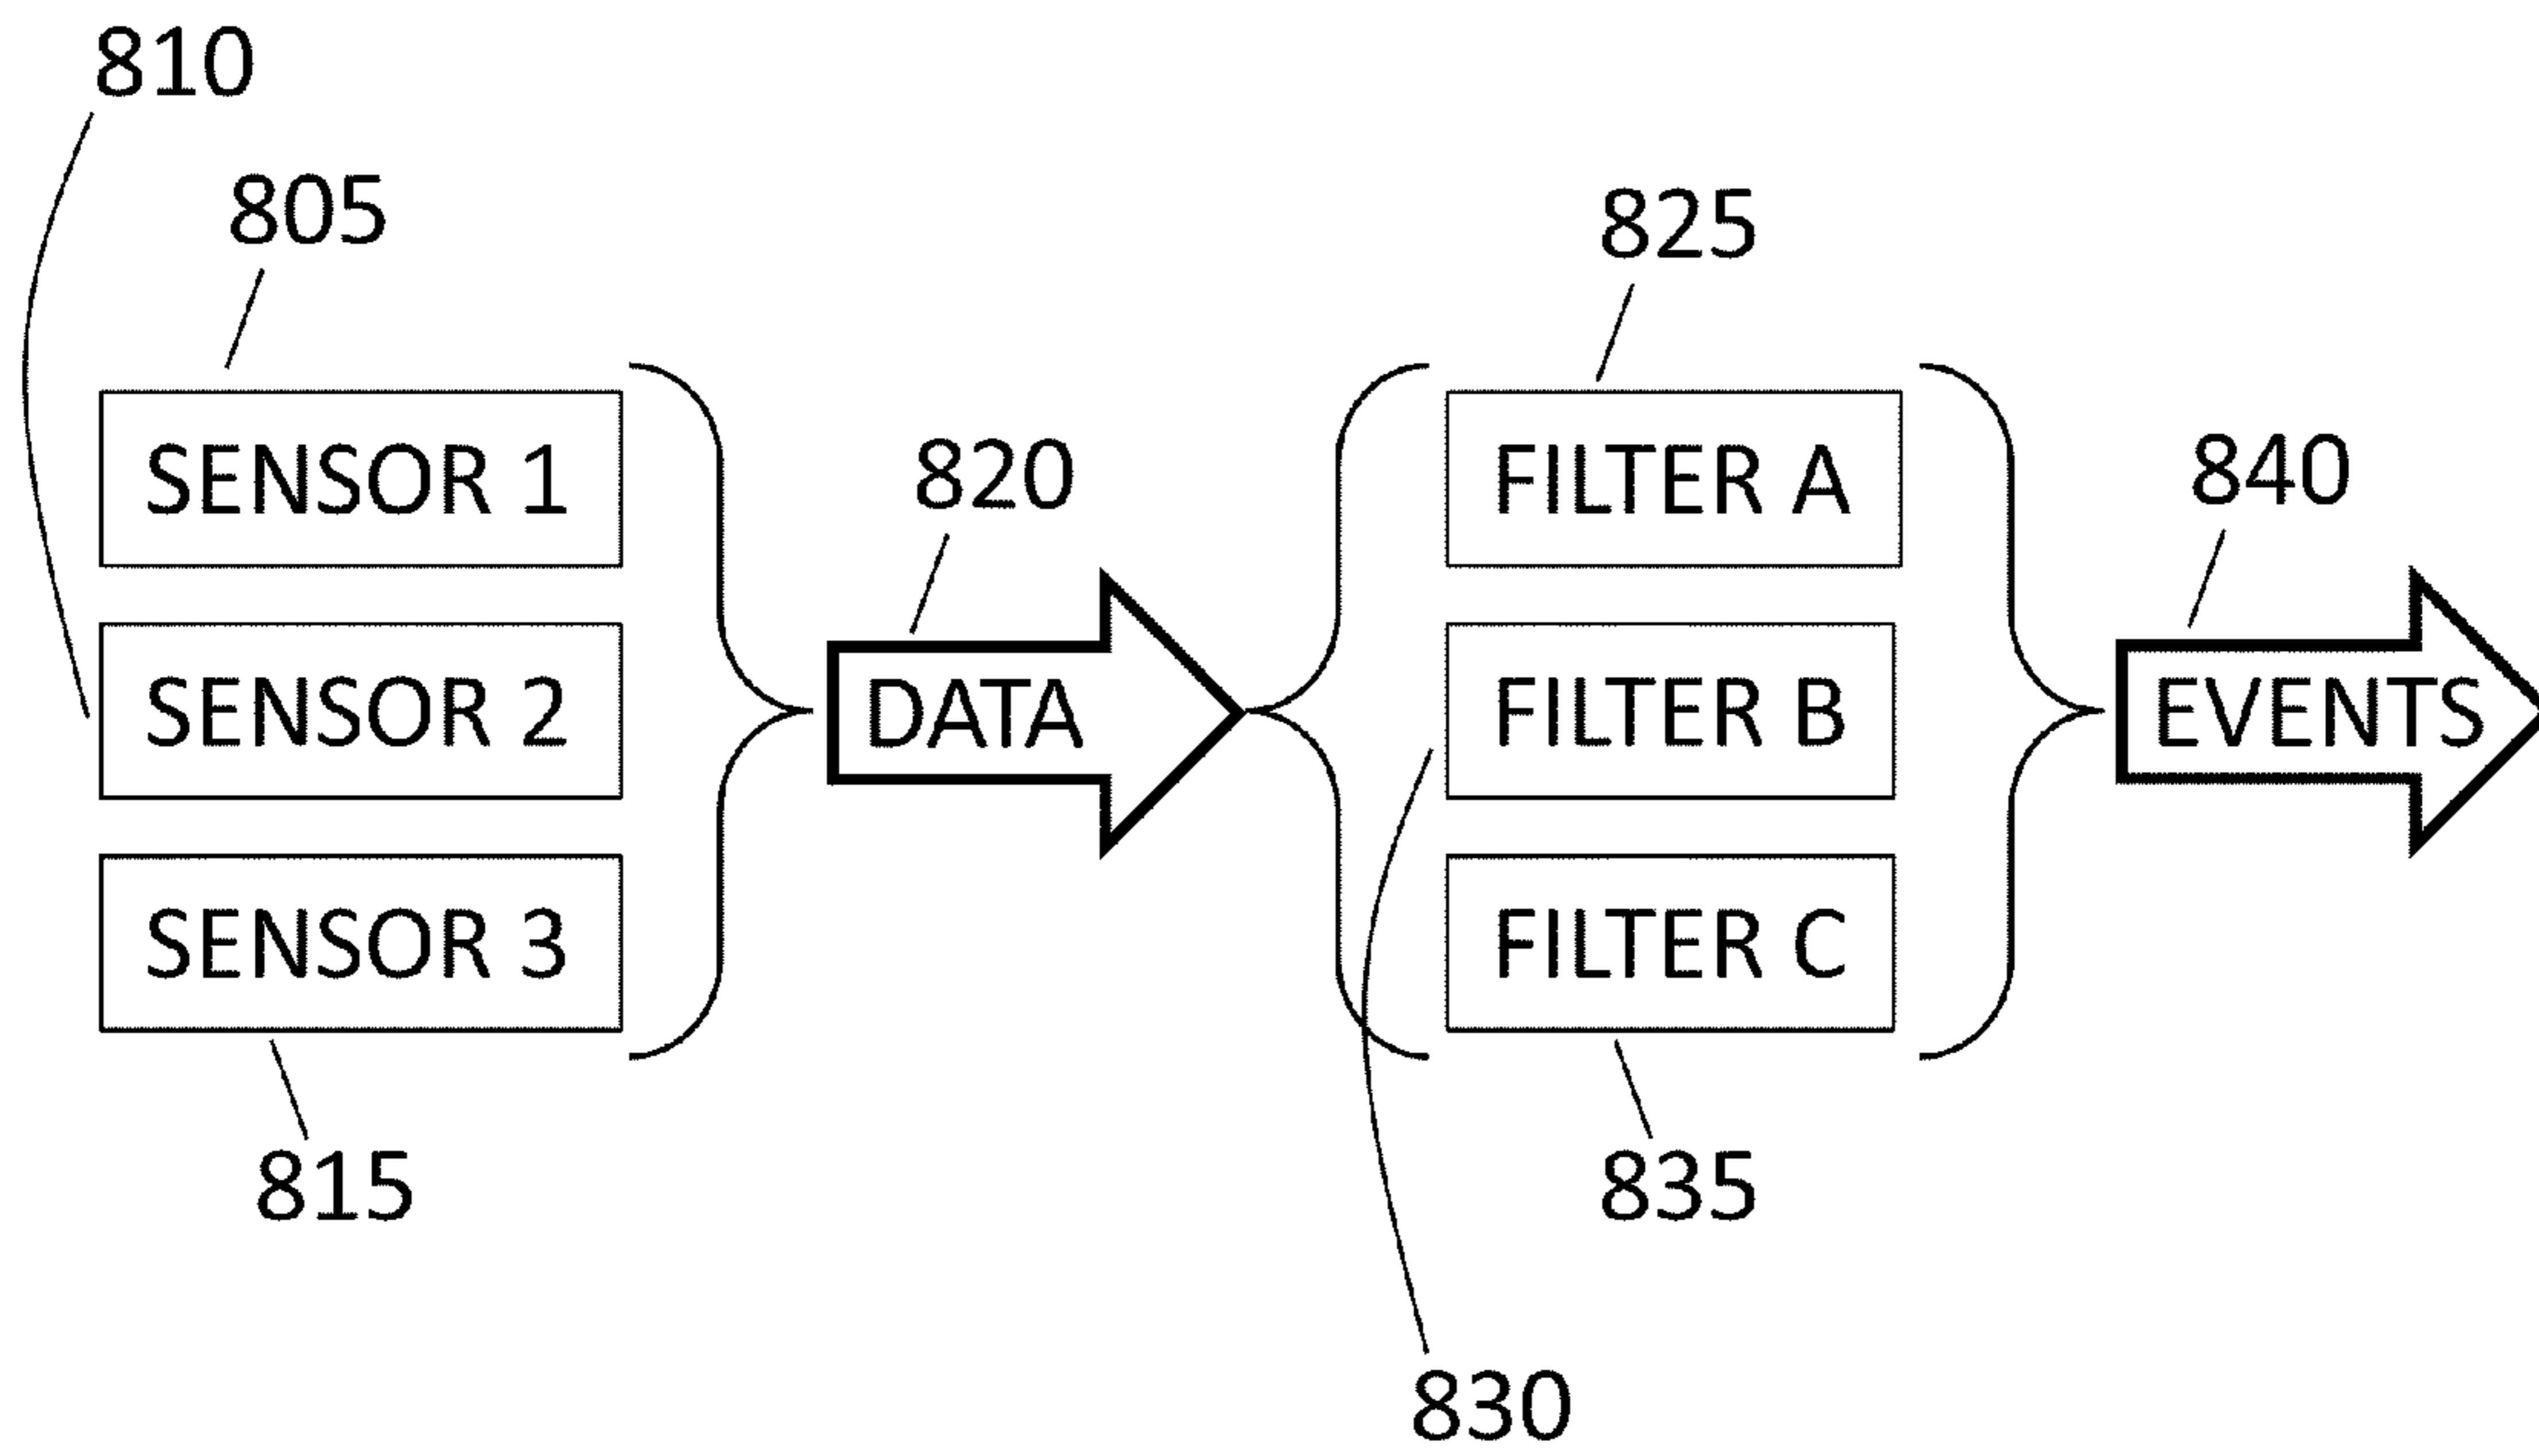 810
805
825
820
840
SENSOR 1
FILTER A
SENSOR 2
DATA
FILTER B
EVENTS
SENSOR 3
FILTER C
815
835
830